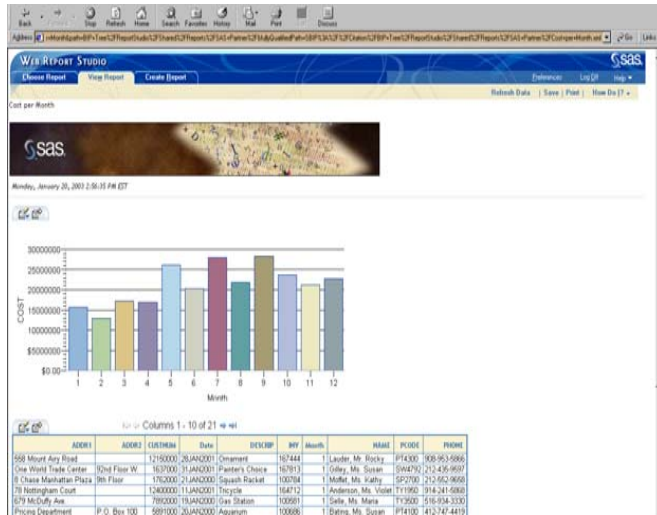 Back Stop Refresh Home Search Favorites History Mail Print Discuss
Address Go Links
WEB REPORT STUDIO
sas
Choose Report View Report Create Report
Preferences Log Off Help
Refresh Data | Save | Print | How Do I?
Cost per Month
sas
Monday, January 20, 2003 2:56:35 PM EST
30000000
25000000
20000000
15000000
10000000
$5000000
$0.00
COST
1 2 3 4 5 6 7 8 9 10 11 12
Month
Columns 1 - 10 of 21
ADDR1 ADDR2 CUSTNUM Date DESCRIP INV Month NAME PCODE PHONE
558 Mount Airy Road 12150000 28JAN2001 Ornament 167444 1 Lauder, Mr. Rocky PT4300 908-953-5866
One World Trade Center 92nd Floor W. 1637000 31JAN2001 Painter's Choice 167813 1 Gilley, Ms. Susan SW4792 212-435-9597
8 Chase Manhattan Plaza 9th Floor 1762000 21JAN2000 Squash Racket 100784 1 Moffet, Ms. Kathy SP2700 212-552-9658
78 Nottingham Court 12400000 11JAN2001 Tricycle 164712 1 Anderson, Ms. Violet TY1950 914-241-5868
679 McDuffy Ave. 7892000 19JAN2000 Gas Station 100581 1 Selle, Ms. Maria TY3500 516-934-3330
Pricing Department P.O. Box 100 5891000 20JAN2000 Aquarium 100686 1 Batino, Ms. Susan PT4100 412-747-4419